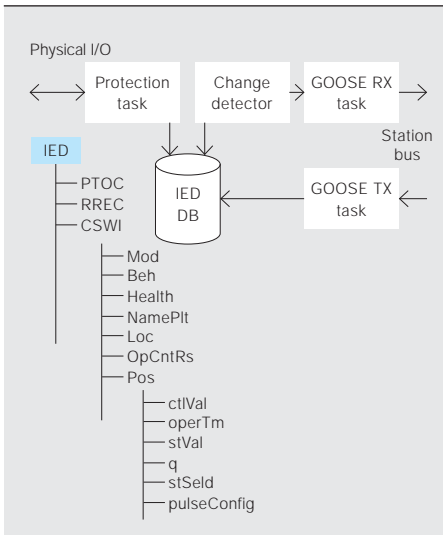 Physical I/O
Protection
task
Change
detector
GOOSE RX
task
Station
bus
IED
IED
DB
GOOSE TX
task
PTOC
RREC
CSWI
Mod
Beh
Health
NamePlt
Loc
OpCntRs
Pos
ctlVal
operTm
stVal
q
stSeld
pulseConfig